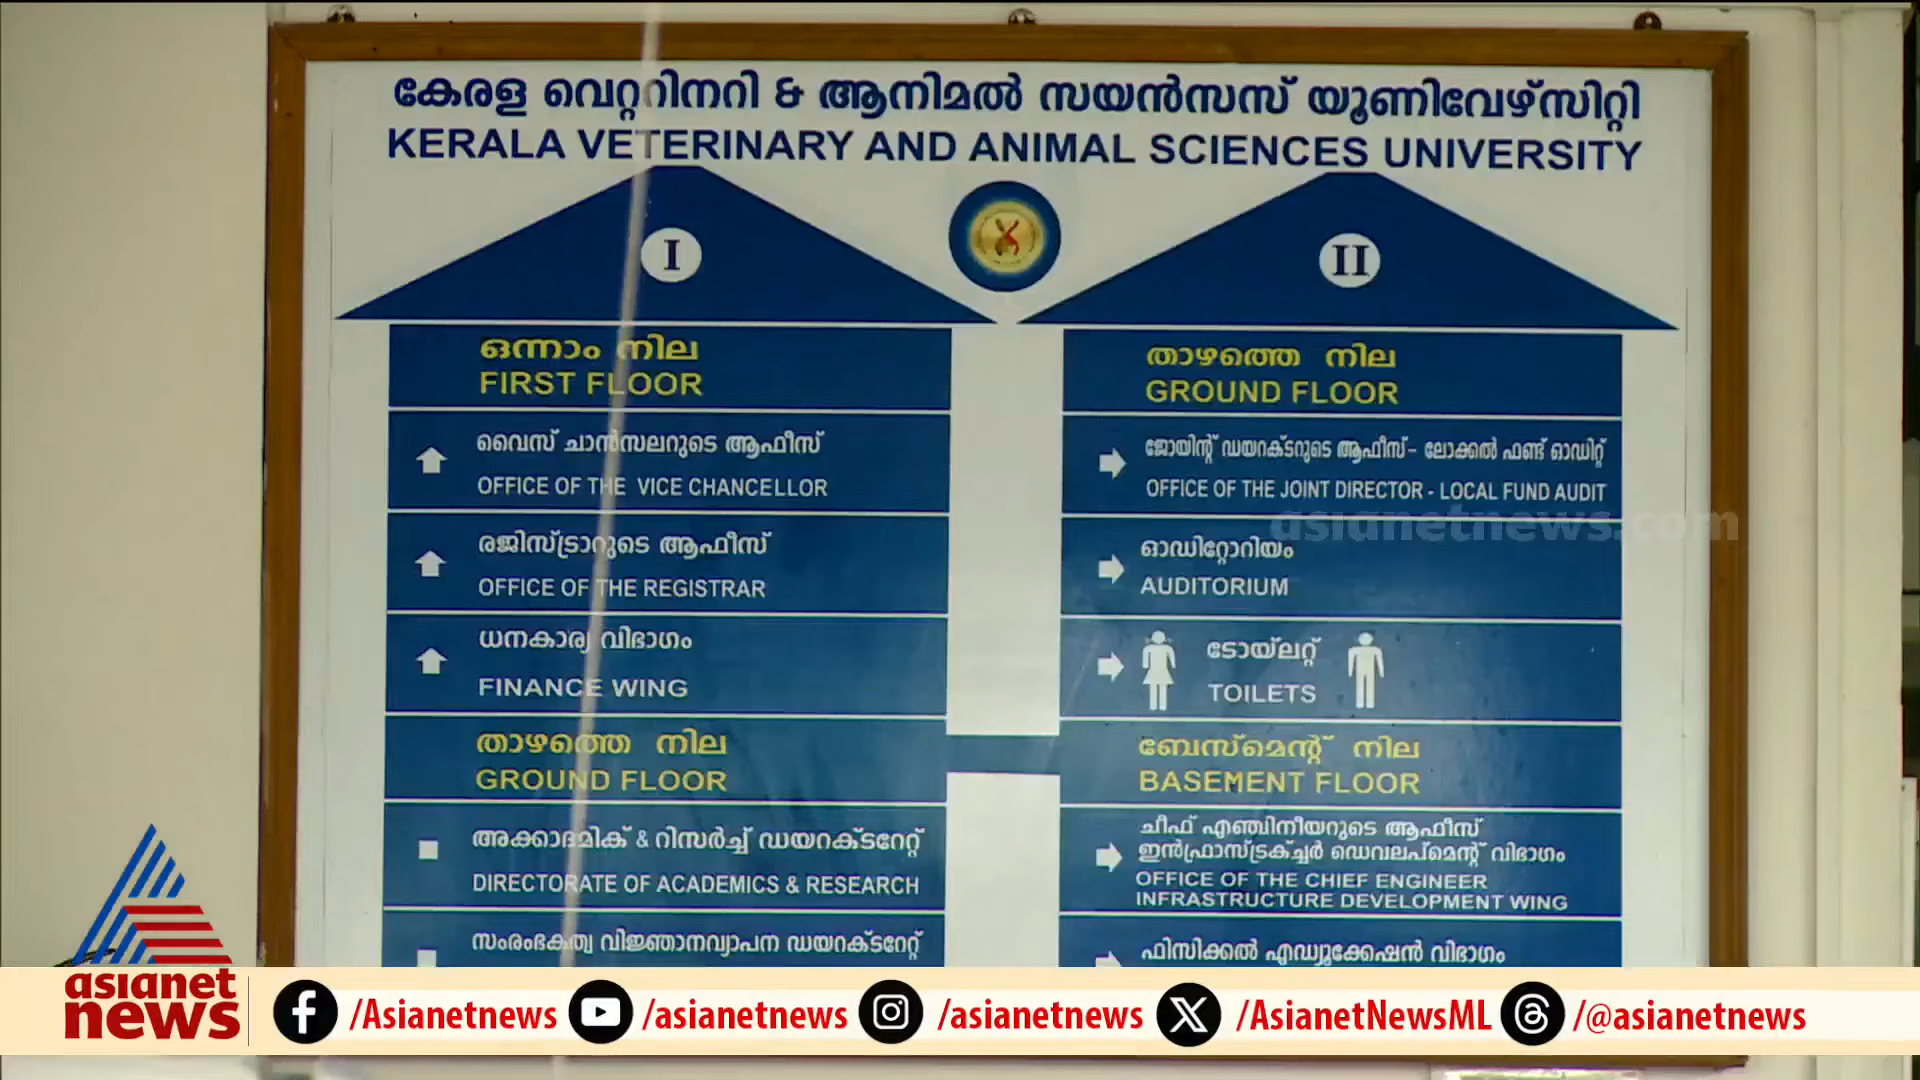 കേരള വെറ്ററിനറി & ആനിമൽ സയൻസസ് യൂണിവേഴ്സിറ്റി
KERALA VETERINARY AND ANIMAL SCIENCES UNIVERSITY
I
ഒന്നാം നില
FIRST FLOOR
വൈസ് ചാൻസലറുടെ ആഫീസ്
OFFICE OF THE VICE CHANCELLOR
രജിസ്ട്രാറുടെ ആഫീസ്
OFFICE OF THE REGISTRAR
ധനകാര്യ വിഭാഗം
FINANCE WING
താഴത്തെ നില
GROUND FLOOR
അക്കാദമിക് & റിസർച്ച് ഡയറക്ടറേറ്റ്
DIRECTORATE OF ACADEMICS & RESEARCH
സംരംഭകത്വ വിജ്ഞാനവ്യാപന ഡയറക്ടറേറ്റ്
II
താഴത്തെ നില
GROUND FLOOR
ജോയിന്റ് ഡയറക്ടറുടെ ആഫീസ് - ലോക്കൽ ഫണ്ട് ഓഡിറ്റ്
OFFICE OF THE JOINT DIRECTOR - LOCAL FUND AUDIT
asianetnews.com
ഓഡിറ്റോറിയം
AUDITORIUM
ടോയ്ലറ്റ്
TOILETS
ബേസ്മെന്റ് നില
BASEMENT FLOOR
ചീഫ് എഞ്ചിനീയറുടെ ആഫീസ്
ഇൻഫ്രാസ്ട്രക്ച്ചർ ഡെവലപ്മെന്റ് വിഭാഗം
OFFICE OF THE CHIEF ENGINEER
INFRASTRUCTURE DEVELOPMENT WING
ഫിസിക്കൽ എഡ്യുക്കേഷൻ വിഭാഗം
asianet
news
/Asianetnews /asianetnews /asianetnews /AsianetNewsML /@asianetnews